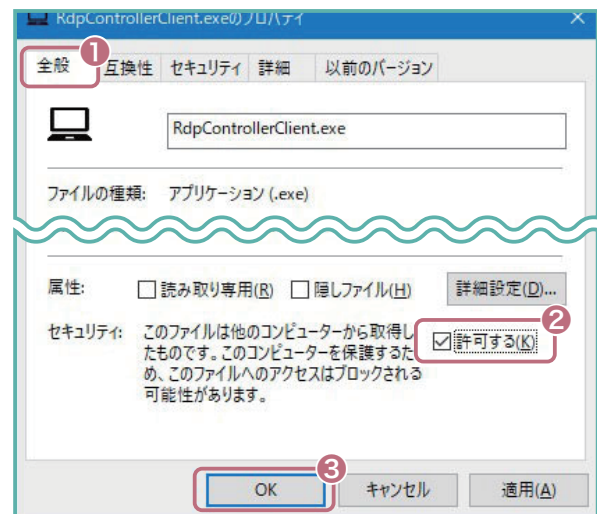 RdpControllerClient.exeのプロパティ
1
全般 互換性 セキュリティ 詳細 以前のバージョン
RdpControllerClient.exe
ファイルの種類: アプリケーション (.exe)
属性: 読み取り専用(R) 隠しファイル(H) 詳細設定(D)...
2
セキュリティ: このファイルは他のコンピューターから取得し
たものです。このコンピューターを保護するた
め、このファイルへのアクセスはブロックされる
可能性があります。
許可する(K)
3
OK キャンセル 適用(A)